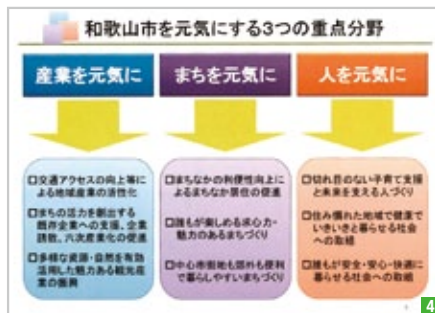 和歌山市を元気にする3つの重点分野
産業を元気に
まちを元気に
人を元気に
□交通アクセスの向上等に
よる地域産業の活性化
□まちの活力を創出する
既存企業への支援、企業
誘致、六次産業化の促進
□多様な資源・自然を有効
活用した魅力ある観光産
業の振興
□まちなかの利便性向上に
よるまちなか居住の促進
□誰もが楽しめる求心力・
魅力のあるまちづくり
□中心市街地も郊外も便利
で暮らしやすいまちづくり
□切れ目のない子育て支援
と未来を支える人づくり
□住み慣れた地域で健康で
いきいきと暮らせる社会
への取組
□誰もが安全・安心・快適に
暮らせる社会への取組
4